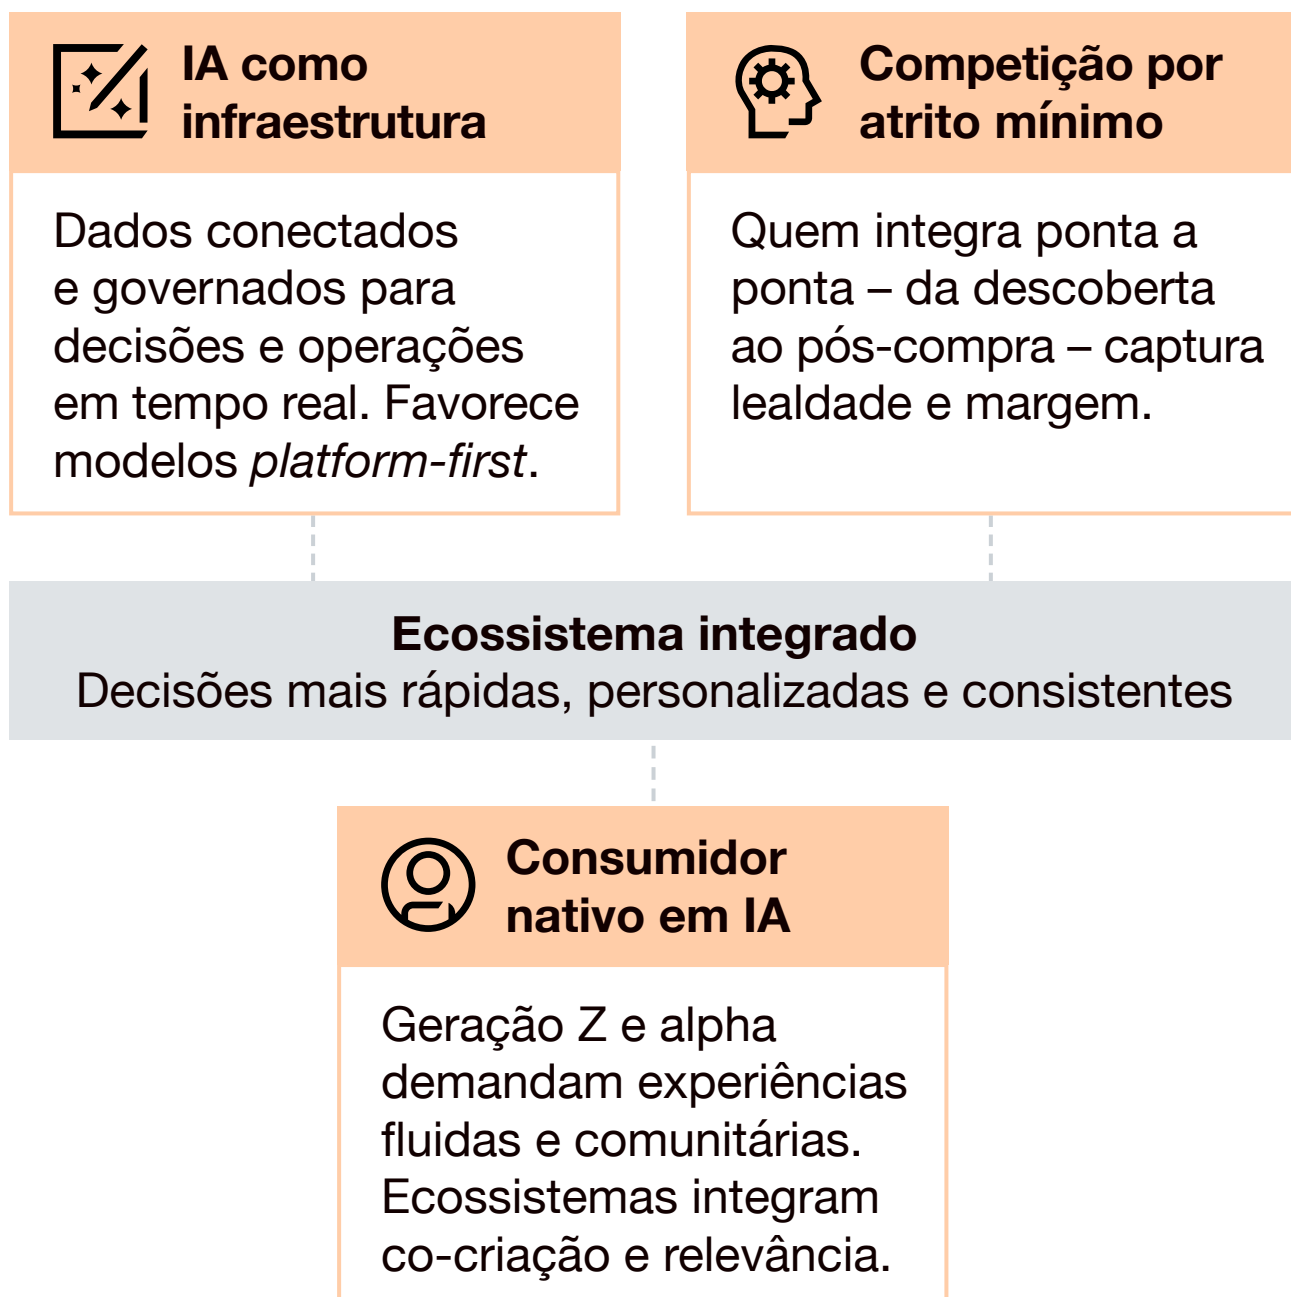 IA como
infraestrutura
Dados conectados
e governados para
decisões e operações
em tempo real. Favorece
modelos platform-first.
Competição por
atrito mínimo
Quem integra ponta a
ponta – da descoberta
ao pós-compra – captura
lealdade e margem.
Ecossistema integrado
Decisões mais rápidas, personalizadas e consistentes
Consumidor
nativo em IA
Geração Z e alpha
demandam experiências
fluidas e comunitárias.
Ecossistemas integram
co-criação e relevância.